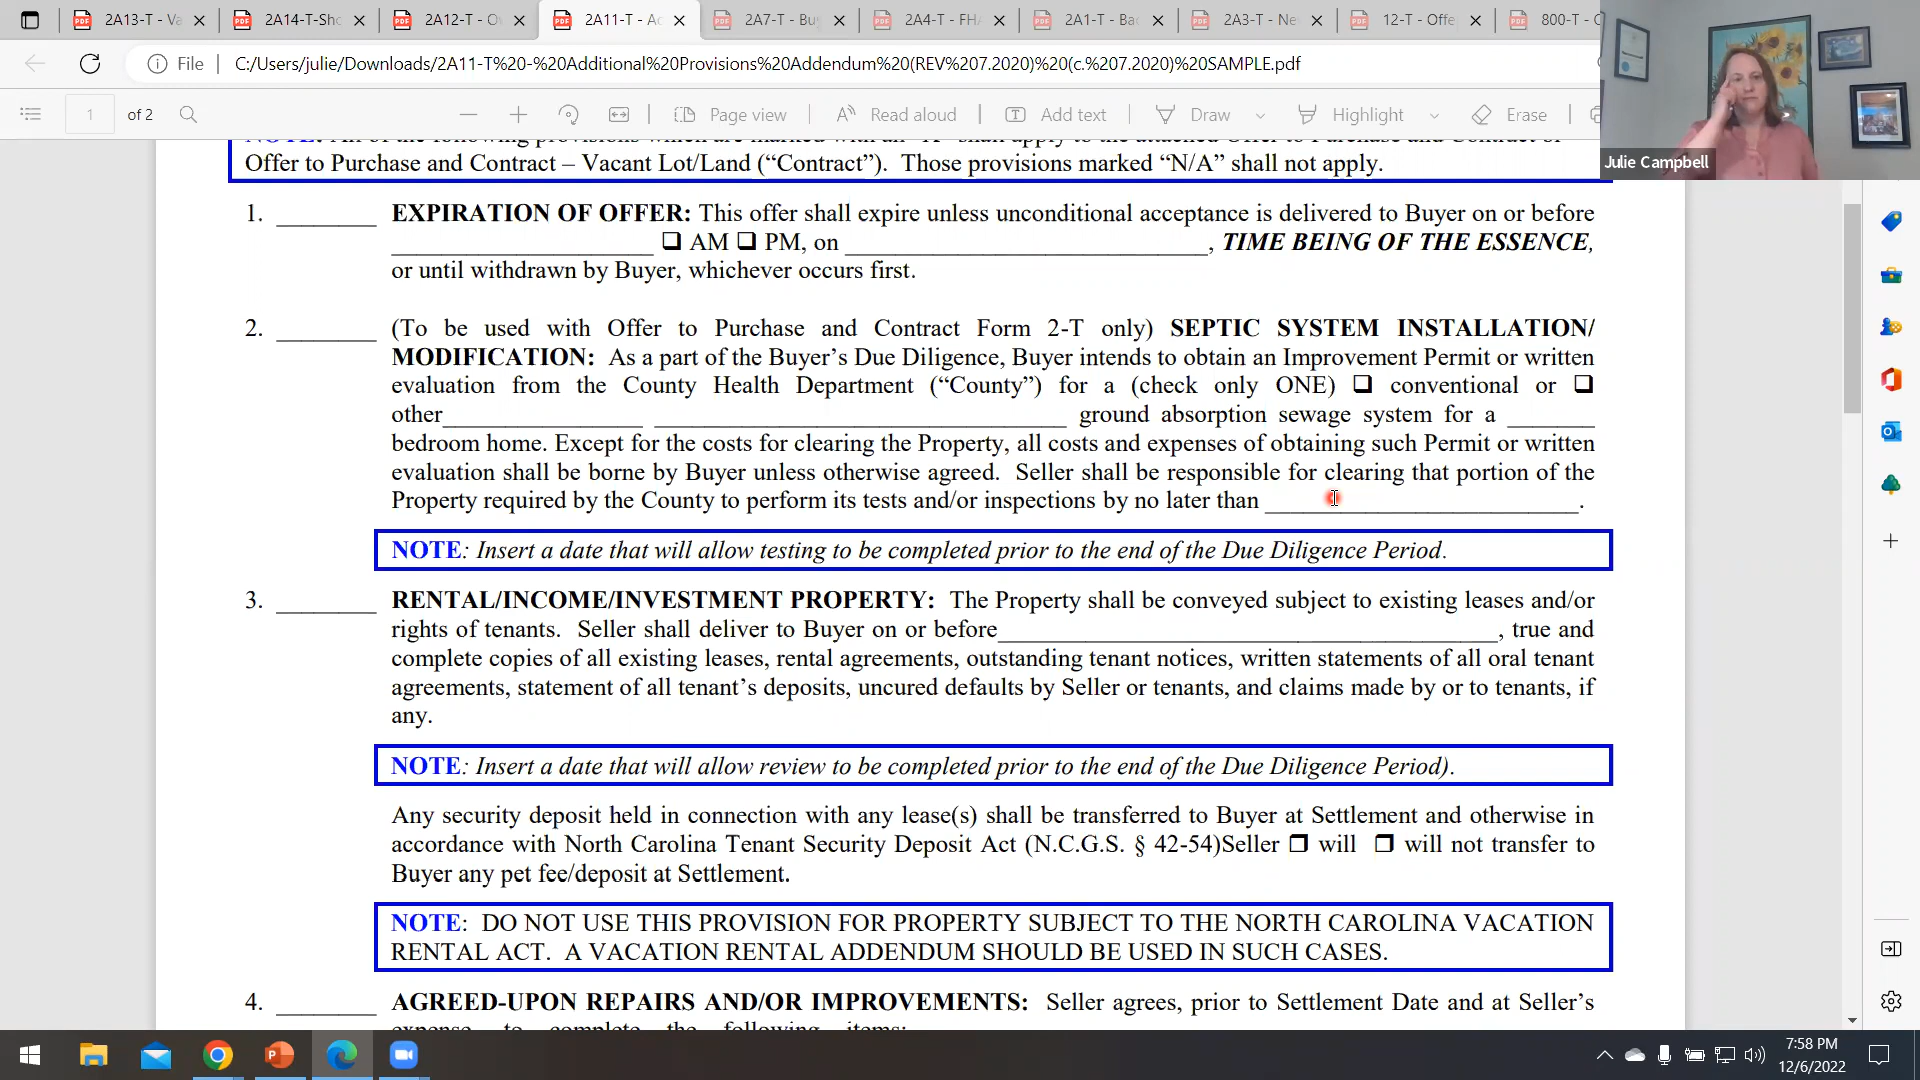 2A13-T - Va
2A14-T-Sho
2A12-T - O
2A11-T - Ac
2A7-T - Bu
2A4-T - FHA
2A1-T - Ba
2A3-T - Ne
12-T - Offe
800-T - C
File
C:/Users/julie/Downloads/2A11-T%20-%20Additional%20Provisions%20Addendum%20(REV%207.2020)%20(c.%207.2020)%20SAMPLE.pdf
1 of 2
Page view
Read aloud
Add text
Draw
Highlight
Erase
Julie Campbell
Offer to Purchase and Contract – Vacant Lot/Land (“Contract”). Those provisions marked “N/A” shall not apply.
1. ________ EXPIRATION OF OFFER: This offer shall expire unless unconditional acceptance is delivered to Buyer on or before
________ ❑ AM ❑ PM, on ________, TIME BEING OF THE ESSENCE,
or until withdrawn by Buyer, whichever occurs first.
2. ________ (To be used with Offer to Purchase and Contract Form 2-T only) SEPTIC SYSTEM INSTALLATION/
MODIFICATION: As a part of the Buyer’s Due Diligence, Buyer intends to obtain an Improvement Permit or written
evaluation from the County Health Department (“County”) for a (check only ONE) ❑ conventional or ❑
other________ ________ ground absorption sewage system for a ________
bedroom home. Except for the costs for clearing the Property, all costs and expenses of obtaining such Permit or written
evaluation shall be borne by Buyer unless otherwise agreed. Seller shall be responsible for clearing that portion of the
Property required by the County to perform its tests and/or inspections by no later than ________.
NOTE: Insert a date that will allow testing to be completed prior to the end of the Due Diligence Period.
3. ________ RENTAL/INCOME/INVESTMENT PROPERTY: The Property shall be conveyed subject to existing leases and/or
rights of tenants. Seller shall deliver to Buyer on or before________, true and
complete copies of all existing leases, rental agreements, outstanding tenant notices, written statements of all oral tenant
agreements, statement of all tenant’s deposits, uncured defaults by Seller or tenants, and claims made by or to tenants, if
any.
NOTE: Insert a date that will allow review to be completed prior to the end of the Due Diligence Period).
Any security deposit held in connection with any lease(s) shall be transferred to Buyer at Settlement and otherwise in
accordance with North Carolina Tenant Security Deposit Act (N.C.G.S. § 42-54)Seller ❒ will ❒ will not transfer to
Buyer any pet fee/deposit at Settlement.
NOTE: DO NOT USE THIS PROVISION FOR PROPERTY SUBJECT TO THE NORTH CAROLINA VACATION
RENTAL ACT. A VACATION RENTAL ADDENDUM SHOULD BE USED IN SUCH CASES.
4. ________ AGREED-UPON REPAIRS AND/OR IMPROVEMENTS: Seller agrees, prior to Settlement Date and at Seller’s
expense, to complete the following items:
7:58 PM
12/6/2022